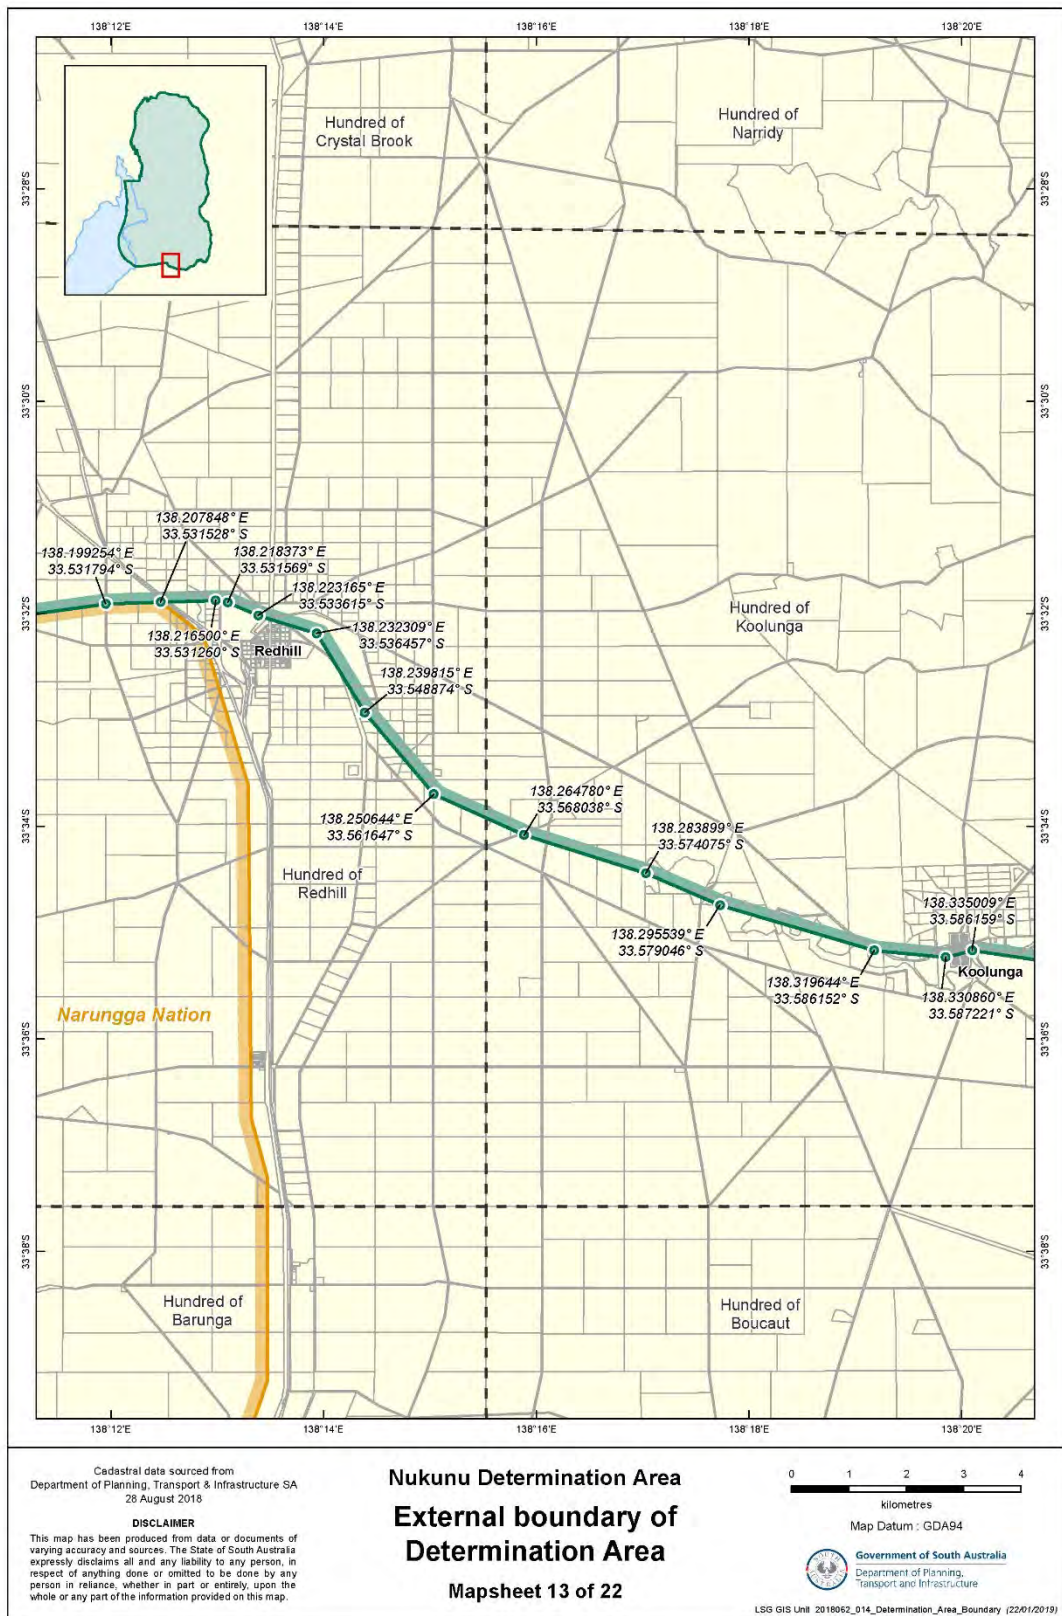 138°12'E 138°14'E 138°16'E 138°18'E 138°20'E
Hundred of
Crystal Brook
Hundred of
Narridy
33°28'S 33°28'S
33°30'S 33°30'S
138.207848° E
33.531528° S
138.199254° E
33.531794° S
138.218373° E
33.531569° S
138.223165° E
33.533615° S
33°32'S 33°32'S
138.216500° E
33.531260° S
Redhill
138.232309° E
33.536457° S
Hundred of
Koolunga
138.239815° E
33.548874° S
138.264780° E
33.568038° S
138.250644° E
33.561647° S
33°34'S 33°34'S
138.283899° E
33.574075° S
Hundred of
Redhill
138.335009° E
33.586159° S
138.295539° E
33.579046° S
Koolunga
138.319644° E
33.586152° S
138.330860° E
33.587221° S
Narungga Nation
33°36'S 33°36'S
33°38'S 33°38'S
Hundred of
Barunga
Hundred of
Boucaut
138°12'E 138°14'E 138°16'E 138°18'E 138°20'E
Cadastral data sourced from
Department of Planning, Transport & Infrastructure SA
28 August 2018
DISCLAIMER
This map has been produced from data or documents of
varying accuracy and sources. The State of South Australia
expressly disclaims all and any liability to any person, in
respect of anything done or omitted to be done by any
person in reliance, whether in part or entirely, upon the
whole or any part of the information provided on this map.
Nukunu Determination Area
External boundary of
Determination Area
Mapsheet 13 of 22
0 1 2 3 4
kilometres
Map Datum : GDA94
Government of South Australia
Department of Planning,
Transport and Infrastructure
LSG GIS Unit 2018062_014_Determination_Area_Boundary (22/01/2019)